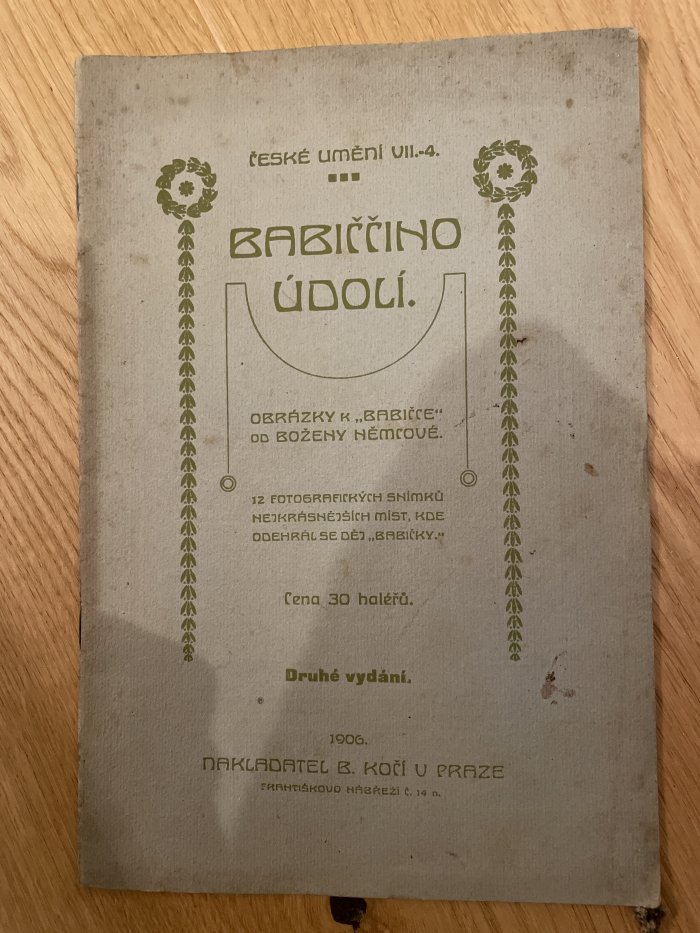 ČESKÉ UMĚNÍ VII.-4.
BABIČČINO
ÚDOLÍ.
OBRÁZKY K „BABIČCE“
OD BOŽENY NĚMCOVÉ.
12 FOTOGRAFICKÝCH SNÍMKŮ
NEJKRÁSNĚJŠÍCH MÍST, KDE
ODEHRÁL SE DĚJ „BABIČKY.“
Cena 30 haléřů.
Druhé vydání.
1906.
NAKLADATEL B. KOČÍ V PRAZE
FRANTIŠKOVO NÁBŘEŽÍ Č. 14 n.